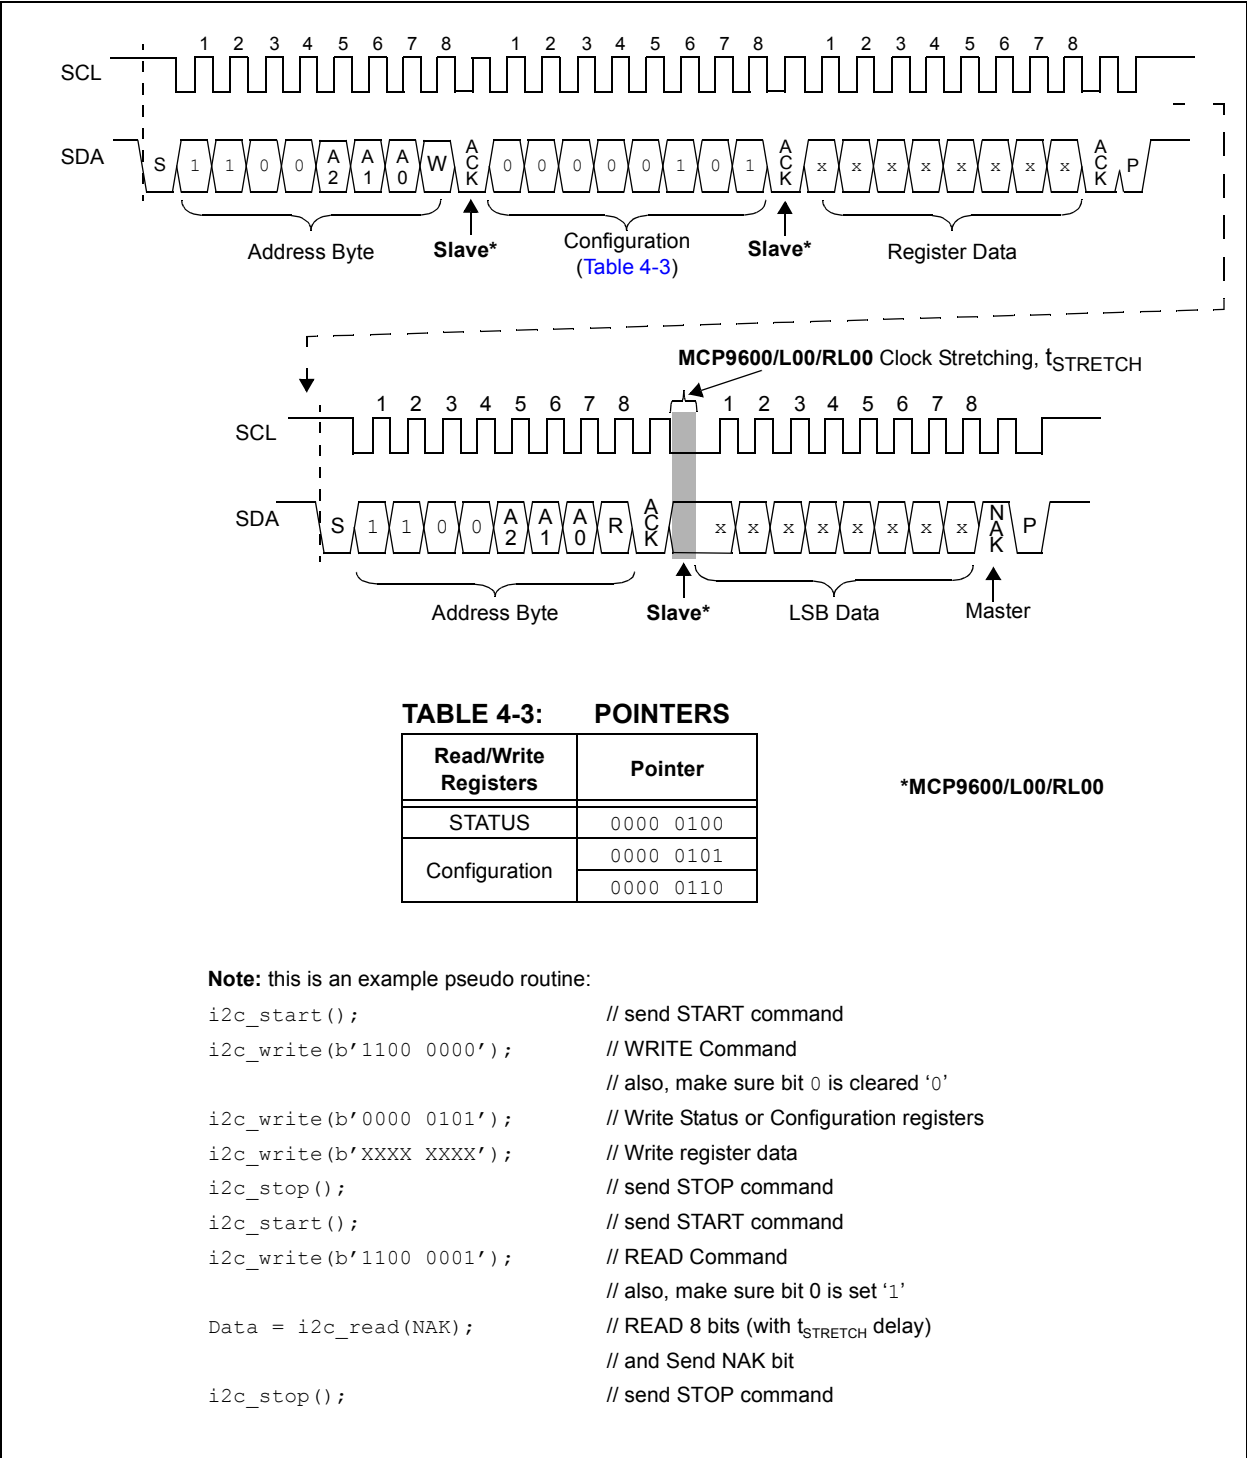 1 2 3 4 5 6 7 8 1 2 3 4 5 6 7 8 1 2 3 4 5 6 7 8
SCL
SDA S 1 1 0 0 A2 A1 A0 W ACK 0 0 0 0 0 1 0 1 ACK x x x x x x x x ACK P
Address Byte Slave* Configuration Slave* Register Data
(Table 4-3)
MCP9600/L00/RL00 Clock Stretching, tSTRETCH
1 2 3 4 5 6 7 8 1 2 3 4 5 6 7 8
SCL
SDA S 1 1 0 0 A2 A1 A0 R ACK x x x x x x x x NAK P
Address Byte Slave* LSB Data Master
TABLE 4-3: POINTERS
Read/Write Registers Pointer
*MCP9600/L00/RL00
STATUS 0000 0100
Configuration 0000 0101
0000 0110
Note: this is an example pseudo routine:
i2c_start(); // send START command
i2c_write(b’1100 0000’); // WRITE Command
// also, make sure bit 0 is cleared ‘0’
i2c_write(b’0000 0101’); // Write Status or Configuration registers
i2c_write(b’XXXX XXXX’); // Write register data
i2c_stop(); // send STOP command
i2c_start(); // send START command
i2c_write(b’1100 0001’); // READ Command
// also, make sure bit 0 is set ‘1’
Data = i2c_read(NAK); // READ 8 bits (with tSTRETCH delay)
// and Send NAK bit
i2c_stop(); // send STOP command